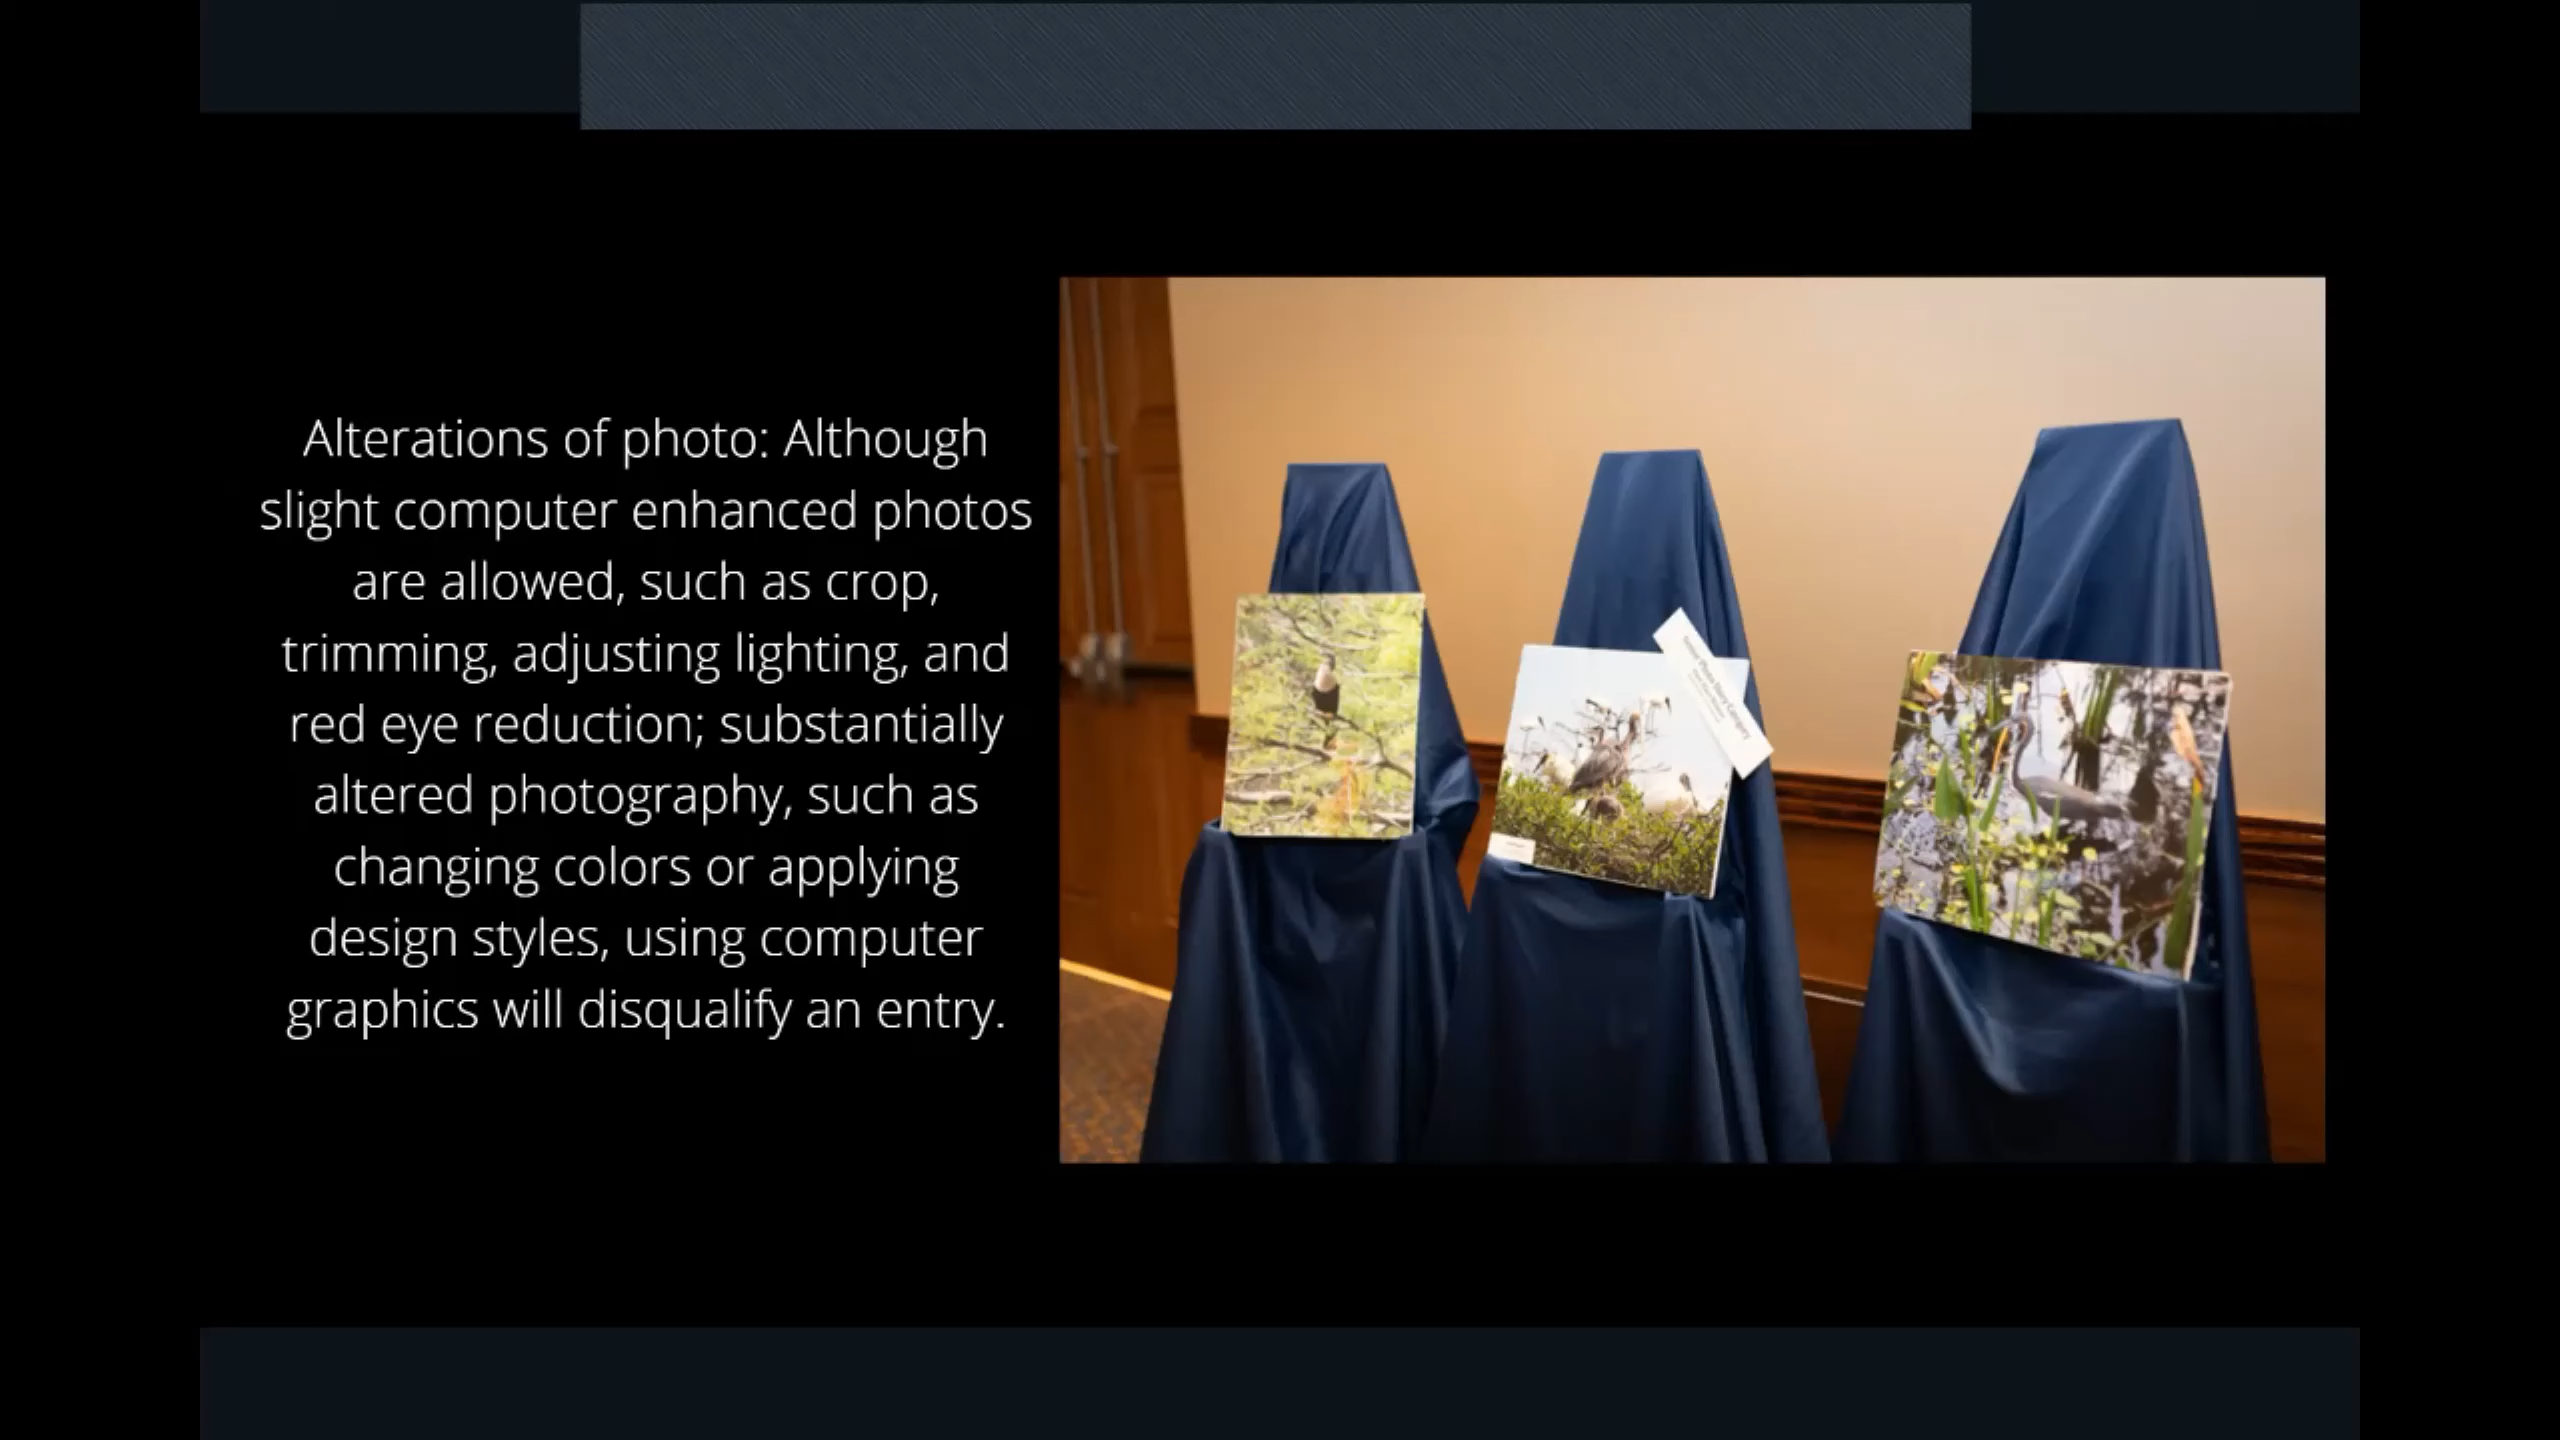 Alterations of photo: Although
slight computer enhanced photos
are allowed, such as crop,
trimming, adjusting lighting, and
red eye reduction; substantially
altered photography, such as
changing colors or applying
design styles, using computer
graphics will disqualify an entry.